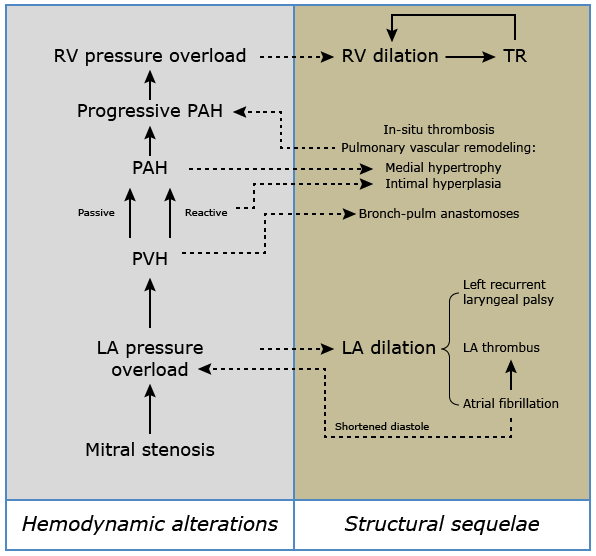 RV pressure overload
RV dilation
TR
Progressive PAH
In-situ thrombosis
Pulmonary vascular remodeling:
PAH
Medial hypertrophy
Intimal hyperplasia
Passive
Reactive
Bronch-pulm anastomoses
PVH
Left recurrent
laryngeal palsy
LA pressure
overload
LA dilation
LA thrombus
Atrial fibrillation
Shortened diastole
Mitral stenosis
Hemodynamic alterations
Structural sequelae